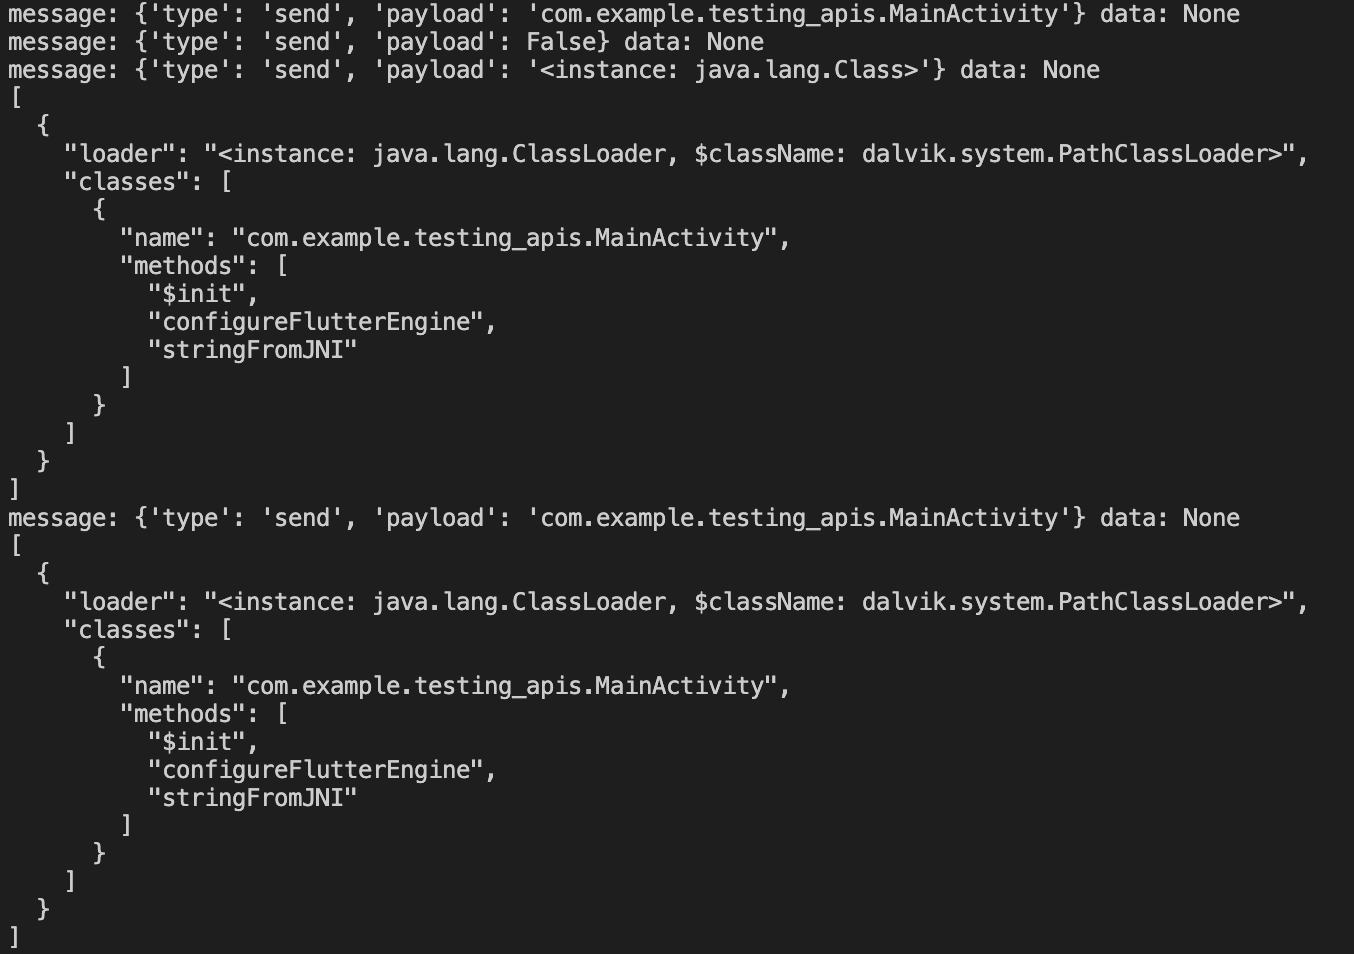 message: {'type': 'send', 'payload': 'com.example.testing_apis.MainActivity'} data: None
message: {'type': 'send', 'payload': False} data: None
message: {'type': 'send', 'payload': '<instance: java.lang.Class>'} data: None
[
  {
    "loader": "<instance: java.lang.ClassLoader, $className: dalvik.system.PathClassLoader>",
    "classes": [
      {
        "name": "com.example.testing_apis.MainActivity",
        "methods": [
          "$init",
          "configureFlutterEngine",
          "stringFromJNI"
        ]
      }
    ]
  }
]
message: {'type': 'send', 'payload': 'com.example.testing_apis.MainActivity'} data: None
[
  {
    "loader": "<instance: java.lang.ClassLoader, $className: dalvik.system.PathClassLoader>",
    "classes": [
      {
        "name": "com.example.testing_apis.MainActivity",
        "methods": [
          "$init",
          "configureFlutterEngine",
          "stringFromJNI"
        ]
      }
    ]
  }
]